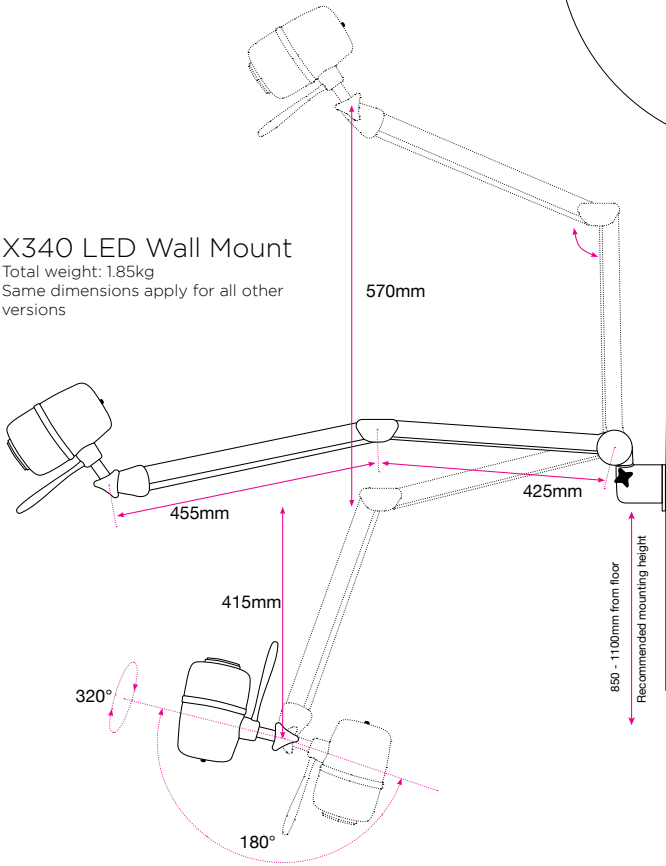 X340 LED Wall Mount
Total weight: 1.85kg
Same dimensions apply for all other
versions
570mm
455mm
425mm
415mm
850 - 1100mm from floor
Recommended mounting height
320°
180°